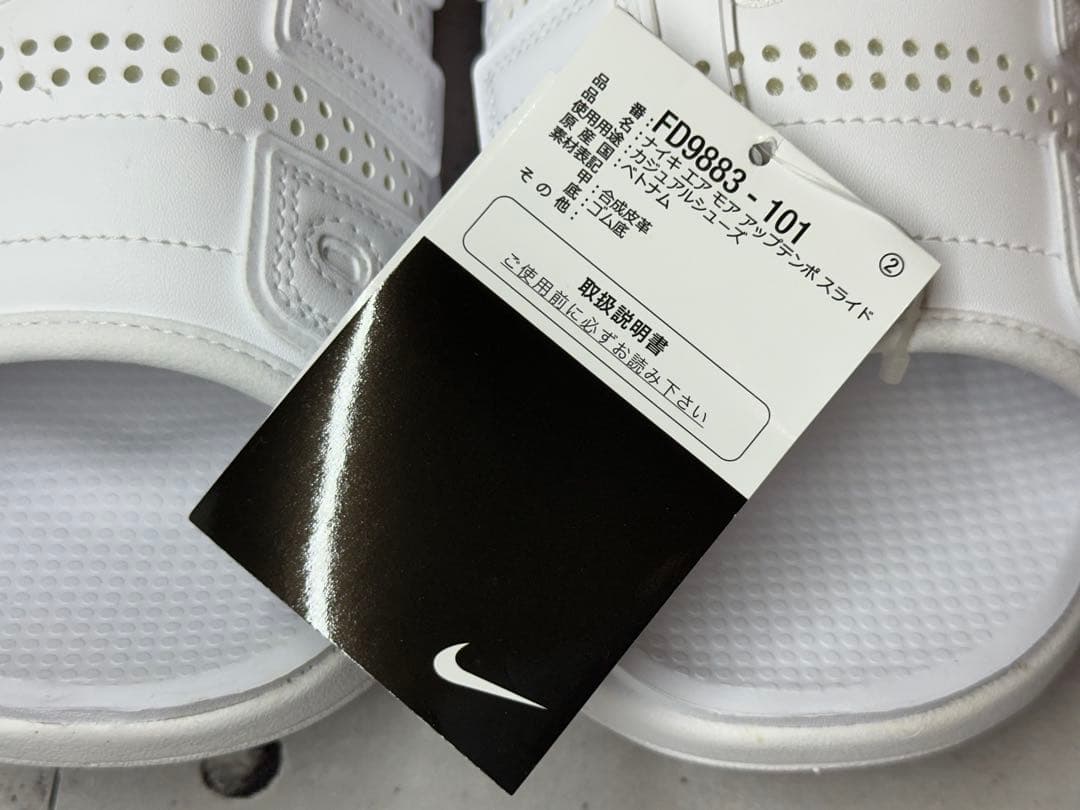 品番：FD9883-101
品名：ナイキ エア モア アップテンポ スライド
使用用途：カジュアルシューズ
原産国：ベトナム
素材表記
甲：合成皮革
底：ゴム底
その他：
②
取扱説明書
ご使用前に必ずお読み下さい